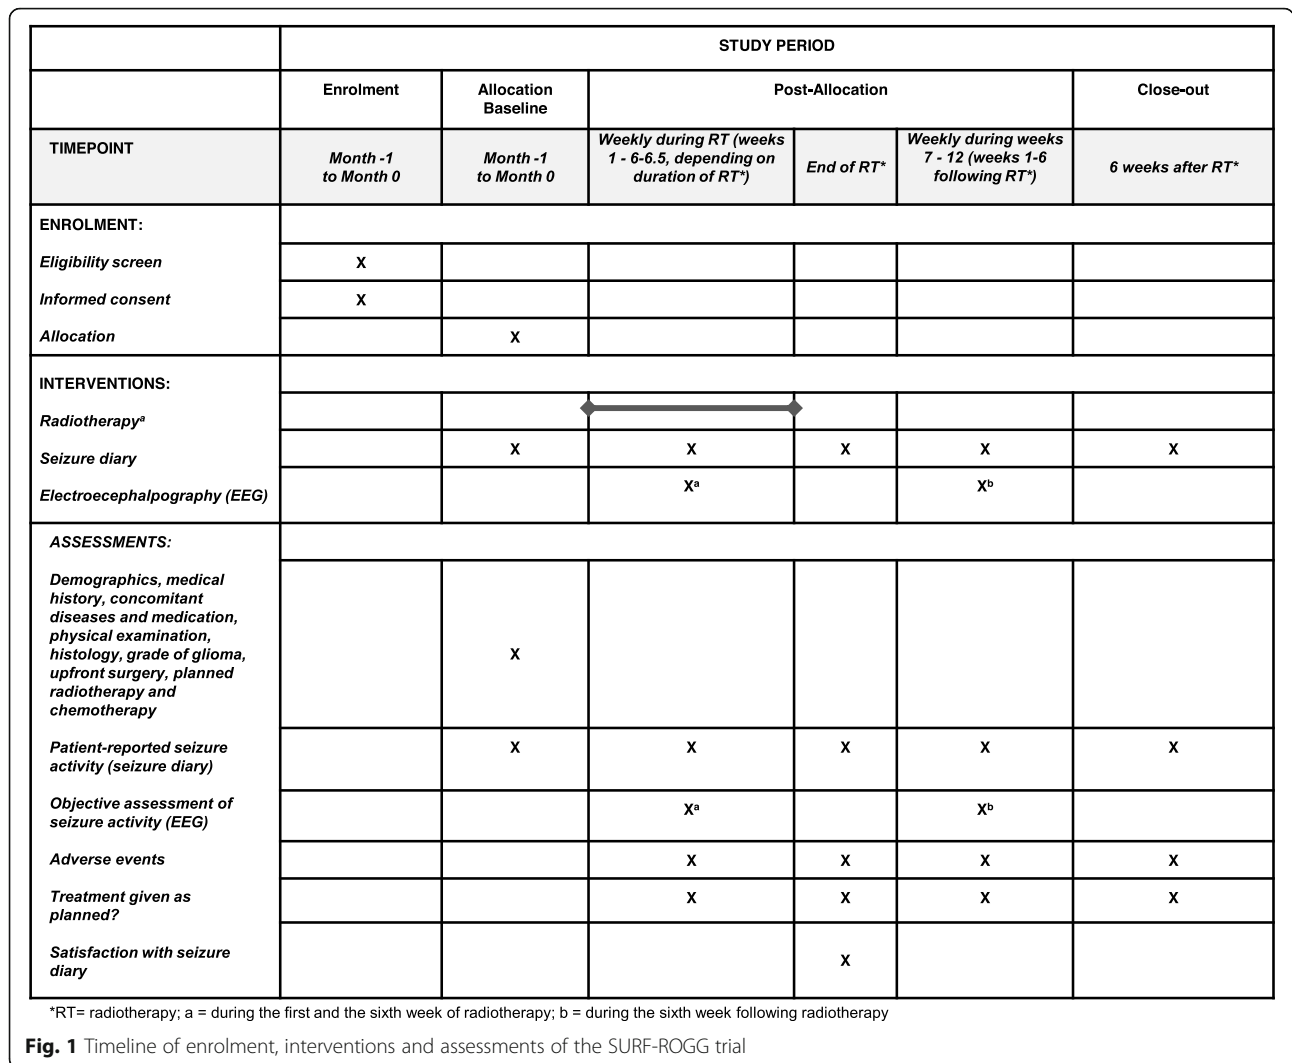 STUDY PERIOD
Enrolment
Allocation
Baseline
Post-Allocation
Close-out
TIMEPOINT
Month -1
to Month 0
Month -1
to Month 0
Weekly during RT (weeks
1 - 6-6.5, depending on
duration of RT*)
End of RT*
Weekly during weeks
7 - 12 (weeks 1-6
following RT*)
6 weeks after RT*
ENROLMENT:
Eligibility screen X
Informed consent X
Allocation X
INTERVENTIONS:
Radiotherapyᵃ
Seizure diary X X X X X
Electroecephalpography (EEG) Xᵃ Xᵇ
ASSESSMENTS:
Demographics, medical
history, concomitant
diseases and medication,
physical examination,
histology, grade of glioma, X
upfront surgery, planned
radiotherapy and
chemotherapy
Patient-reported seizure X X X X X
activity (seizure diary)
Objective assessment of Xᵃ Xᵇ
seizure activity (EEG)
Adverse events X X X X
Treatment given as X X X X
planned?
Satisfaction with seizure X
diary
*RT= radiotherapy; a = during the first and the sixth week of radiotherapy; b = during the sixth week following radiotherapy
Fig. 1 Timeline of enrolment, interventions and assessments of the SURF-ROGG trial